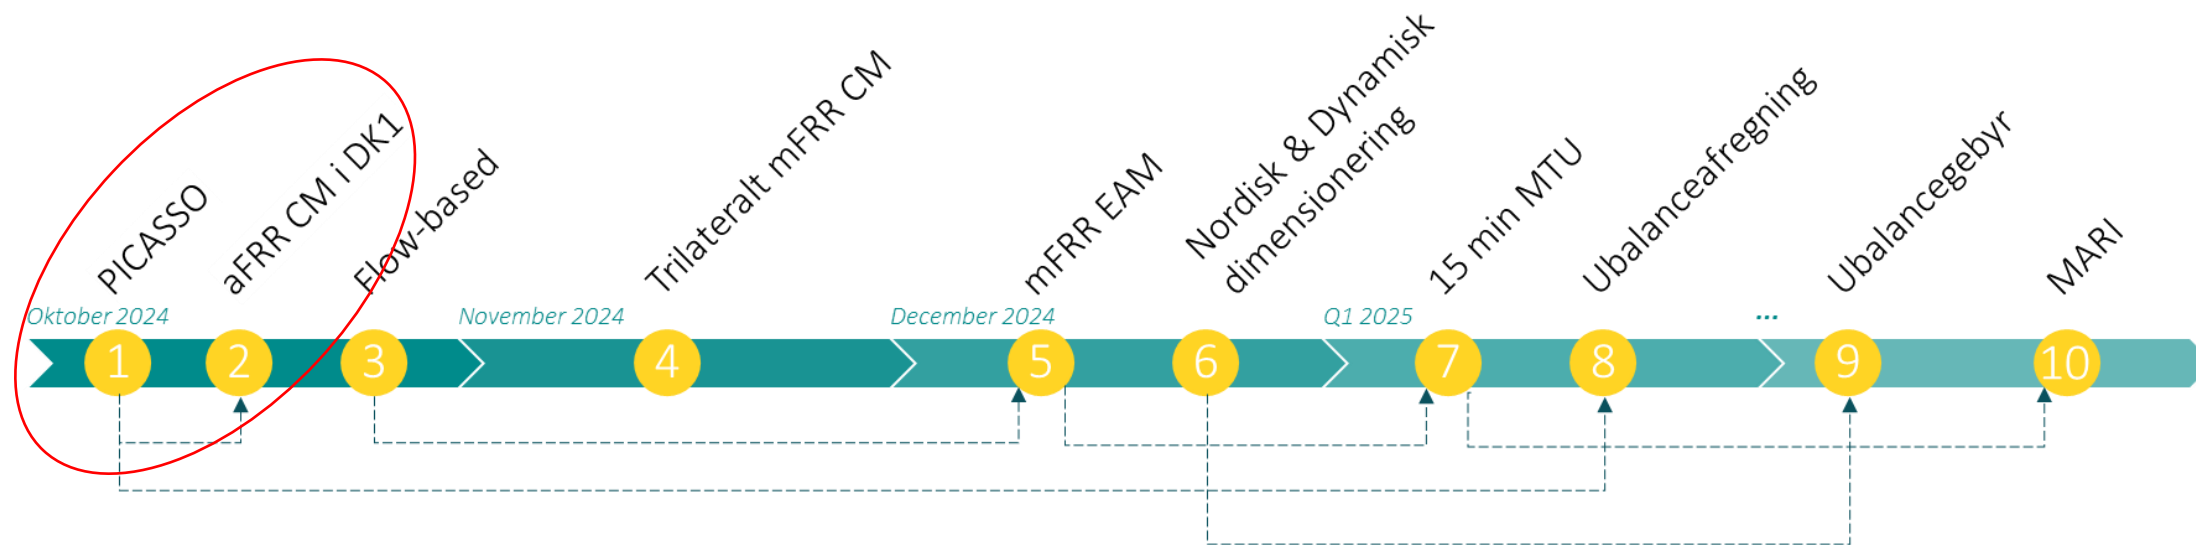 PICASSO
aFRR CM i DK1
Flow-based
Trilateralt mFRR CM
mFRR EAM
Nordisk & Dynamisk
dimensionering
15 min MTU
Ubalanceafregning
Ubalancegebyr
MARI
Oktober 2024
November 2024
December 2024
Q1 2025
...
1
2
3
4
5
6
7
8
9
10